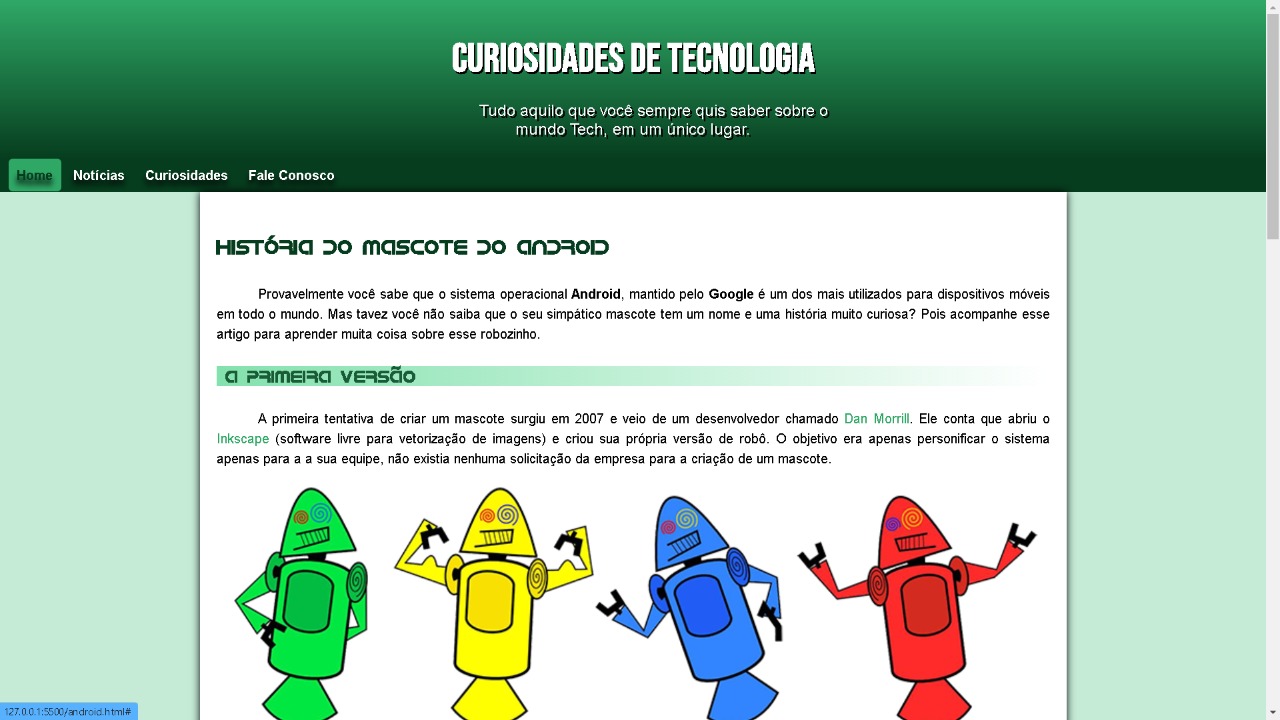 CURIOSIDADES DE TECNOLOGIA
Tudo aquilo que você sempre quis saber sobre o
mundo Tech, em um único lugar.
Home Notícias Curiosidades Fale Conosco
HISTÓRIA DO MASCOTE DO ANDROID
Provavelmente você sabe que o sistema operacional Android, mantido pelo Google é um dos mais utilizados para dispositivos móveis
em todo o mundo. Mas tavez você não saiba que o seu simpático mascote tem um nome e uma história muito curiosa? Pois acompanhe esse
artigo para aprender muita coisa sobre esse robozinho.
A PRIMEIRA VERSÃO
A primeira tentativa de criar um mascote surgiu em 2007 e veio de um desenvolvedor chamado Dan Morrill. Ele conta que abriu o
Inkscape (software livre para vetorização de imagens) e criou sua própria versão de robô. O objetivo era apenas personificar o sistema
apenas para a a sua equipe, não existia nenhuma solicitação da empresa para a criação de um mascote.
127.0.0.1:5500/android.html#